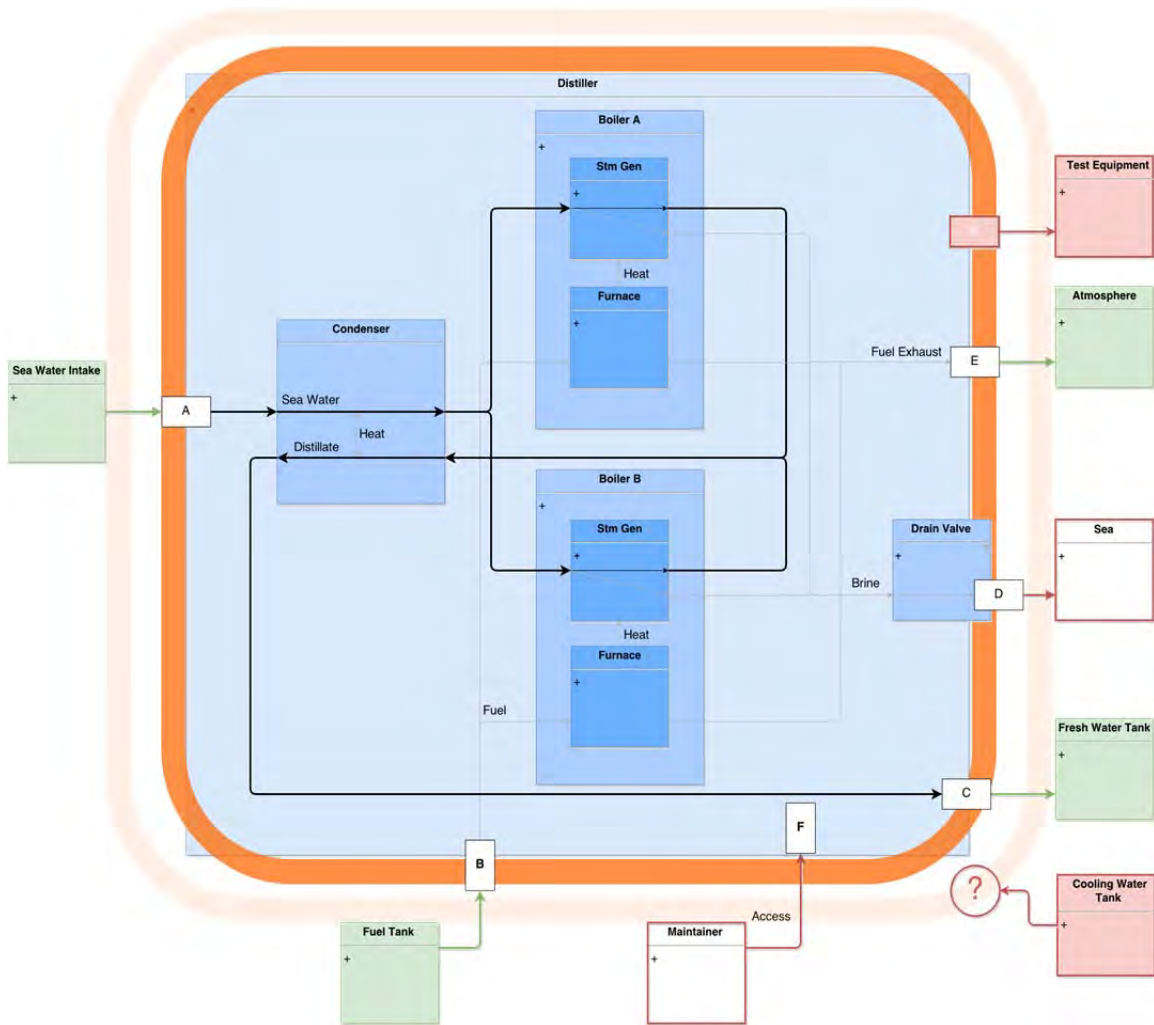 Distiller
Boiler A
+
Stm Gen
+
Heat
Furnace
+
Test Equipment
+
Atmosphere
+
Fuel Exhaust
E
Condenser
Sea Water Intake
+
A
Sea Water
Heat
Distillate
Boiler B
+
Stm Gen
+
Heat
Furnace
+
Drain Valve
+
Brine
D
Sea
+
Fuel
Fresh Water Tank
+
C
F
B
?
Cooling Water
Tank
+
Access
Fuel Tank
+
Maintainer
+